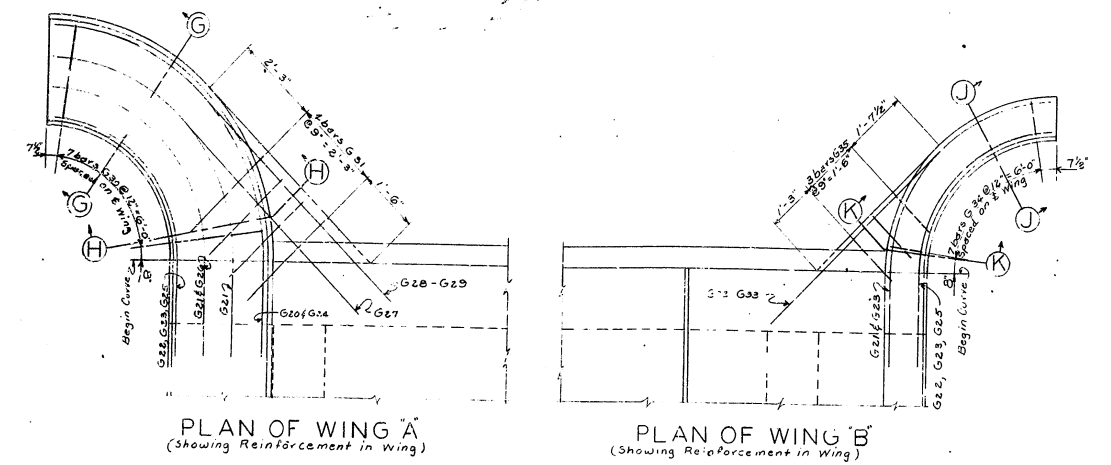 G
2'-3"
4 bars G31
@9"=2'-3"
H
1'-6"
7½"
7 bars G30@12"=6'-0"
Spaced on ₵ Wing
G
H
8"
Begin Curve
G22, G23, G25
G21 & G26
G21
G20 & G24
G28-G29
G27
PLAN OF WING "A"
(Showing Reinforcement in Wing)
J
1'-7½"
3 bars G35
@9"=1'-6"
1'-3"
K
7½"
7 bars G34@12"=6'-0"
Spaced on ₵ Wing
J
K
8"
Begin Curve
G33
G21 & G23
G22, G23, G25
PLAN OF WING "B"
(Showing Reinforcement in Wing)